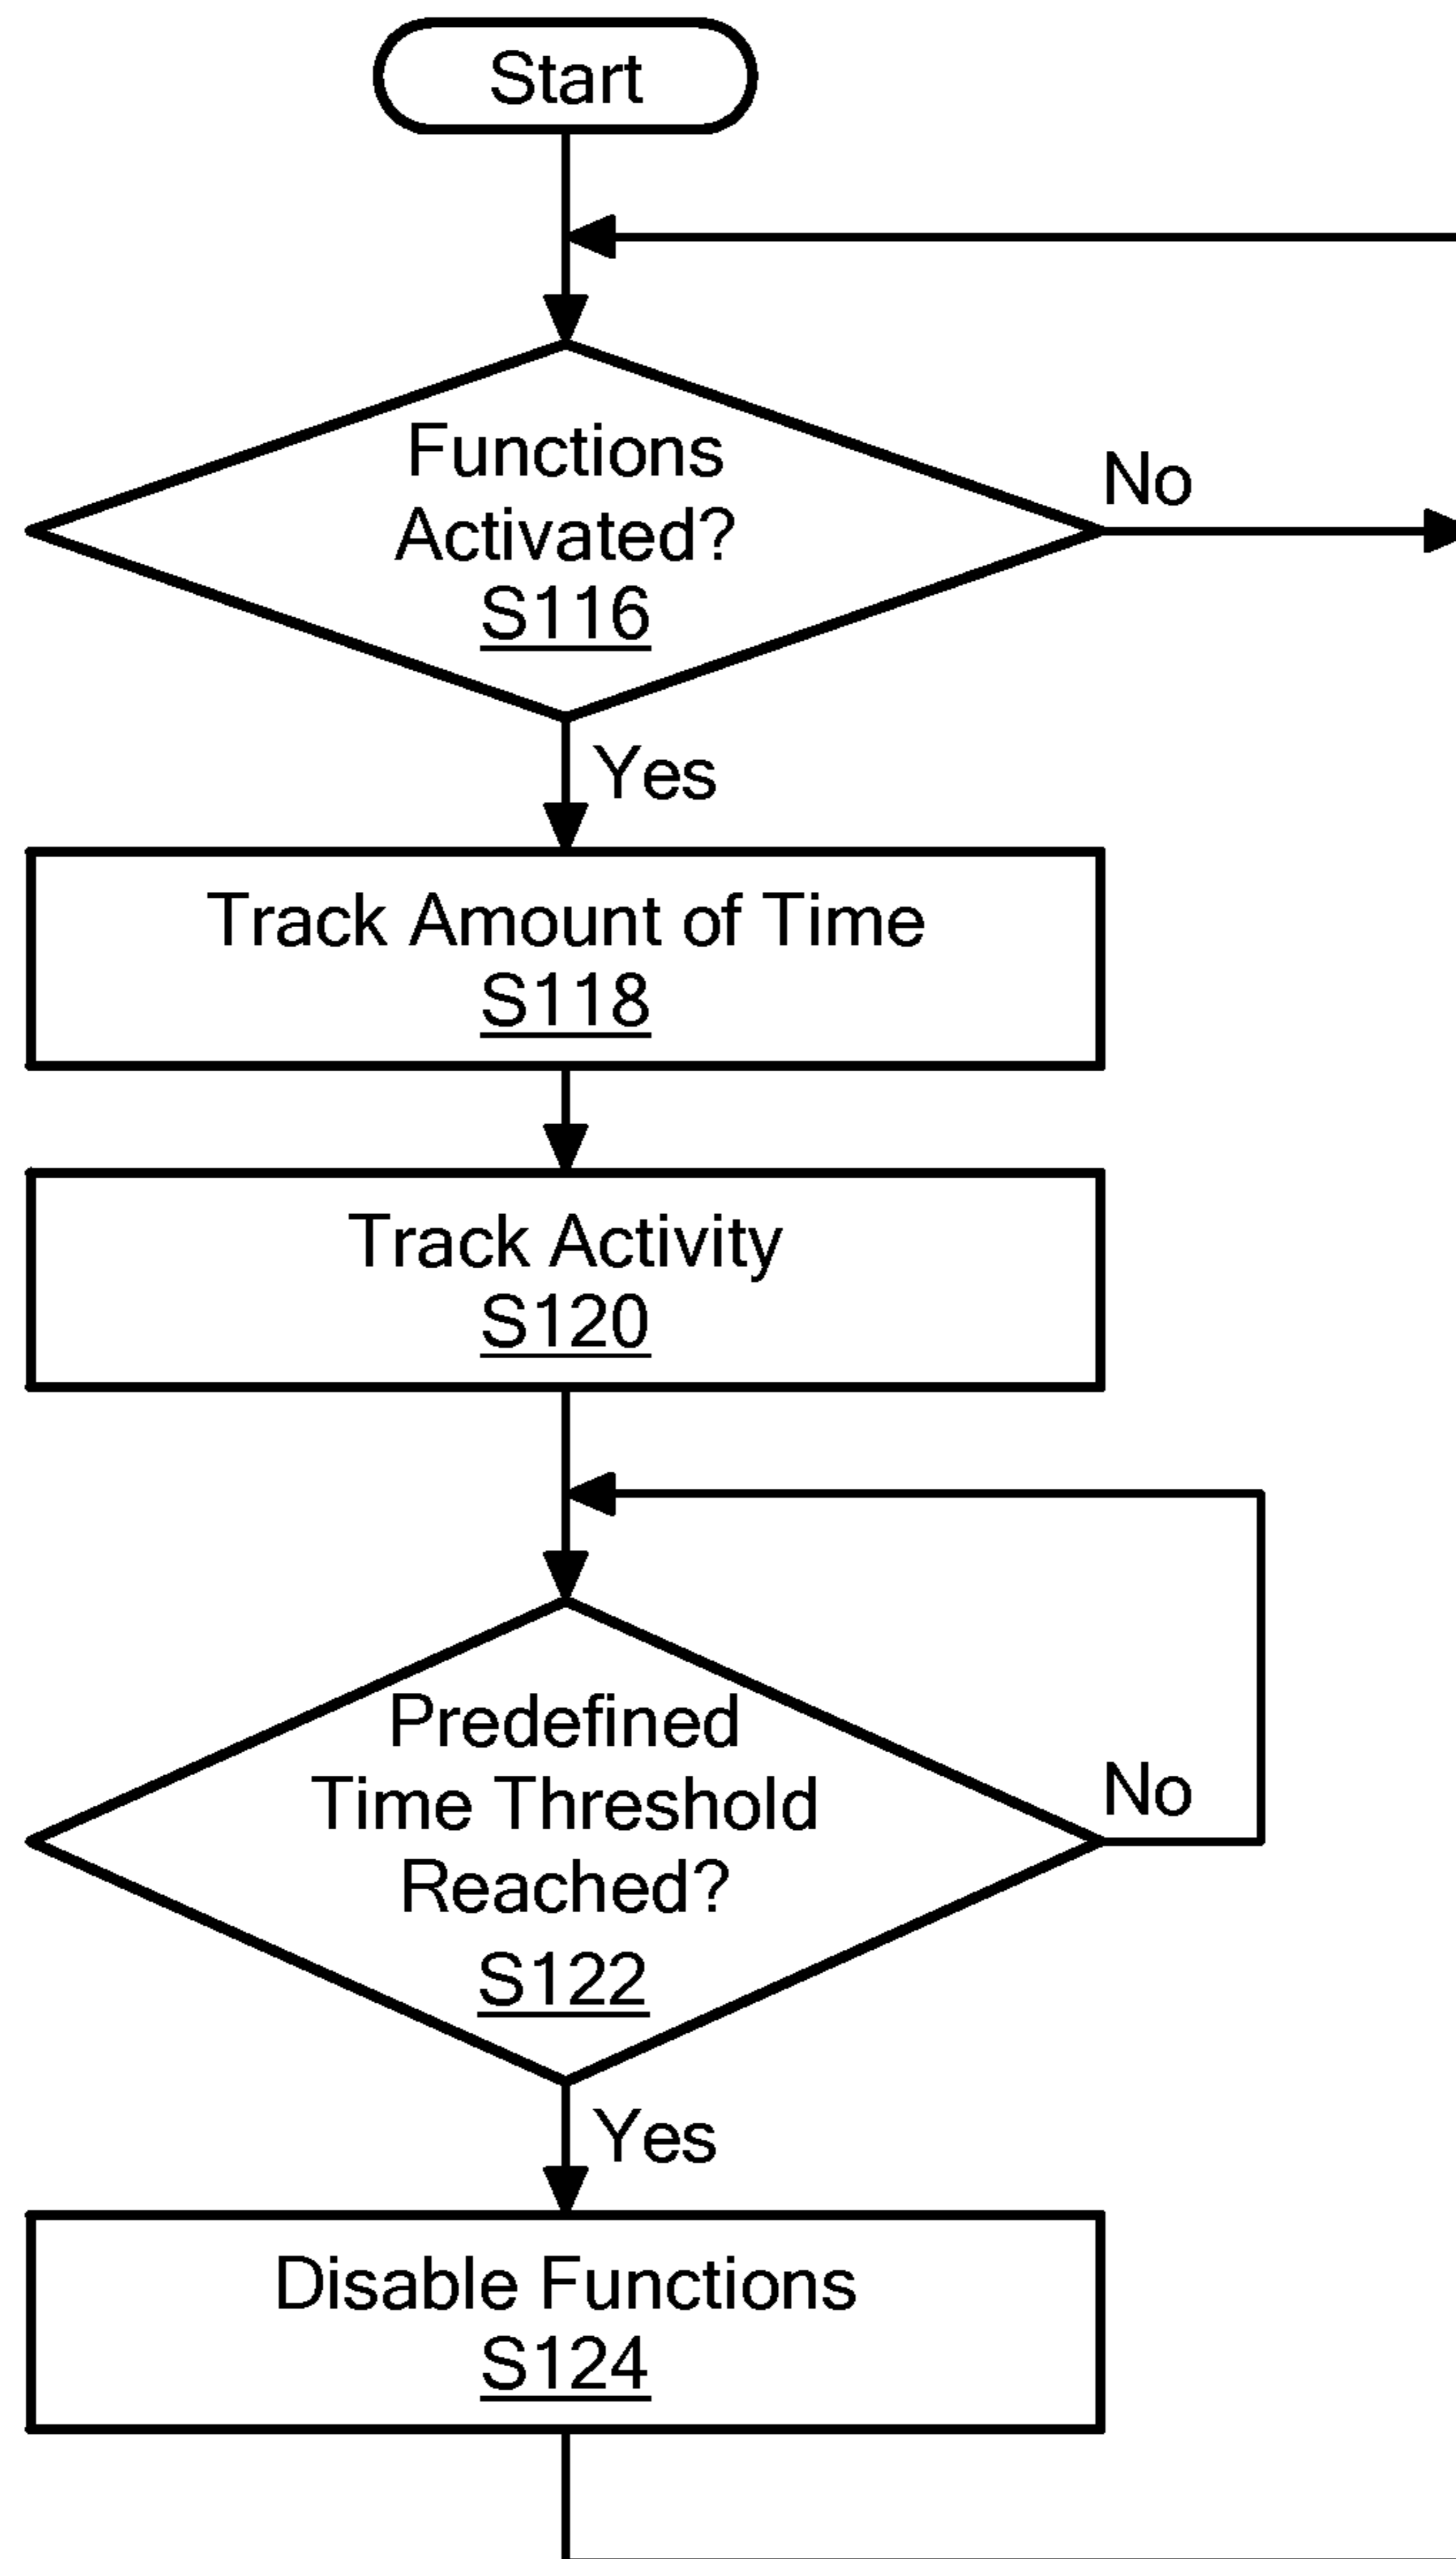 Start
Functions
Activated?
S116
No
Yes
Track Amount of Time
S118
Track Activity
S120
Predefined
Time Threshold
Reached?
S122
No
Yes
Disable Functions
S124